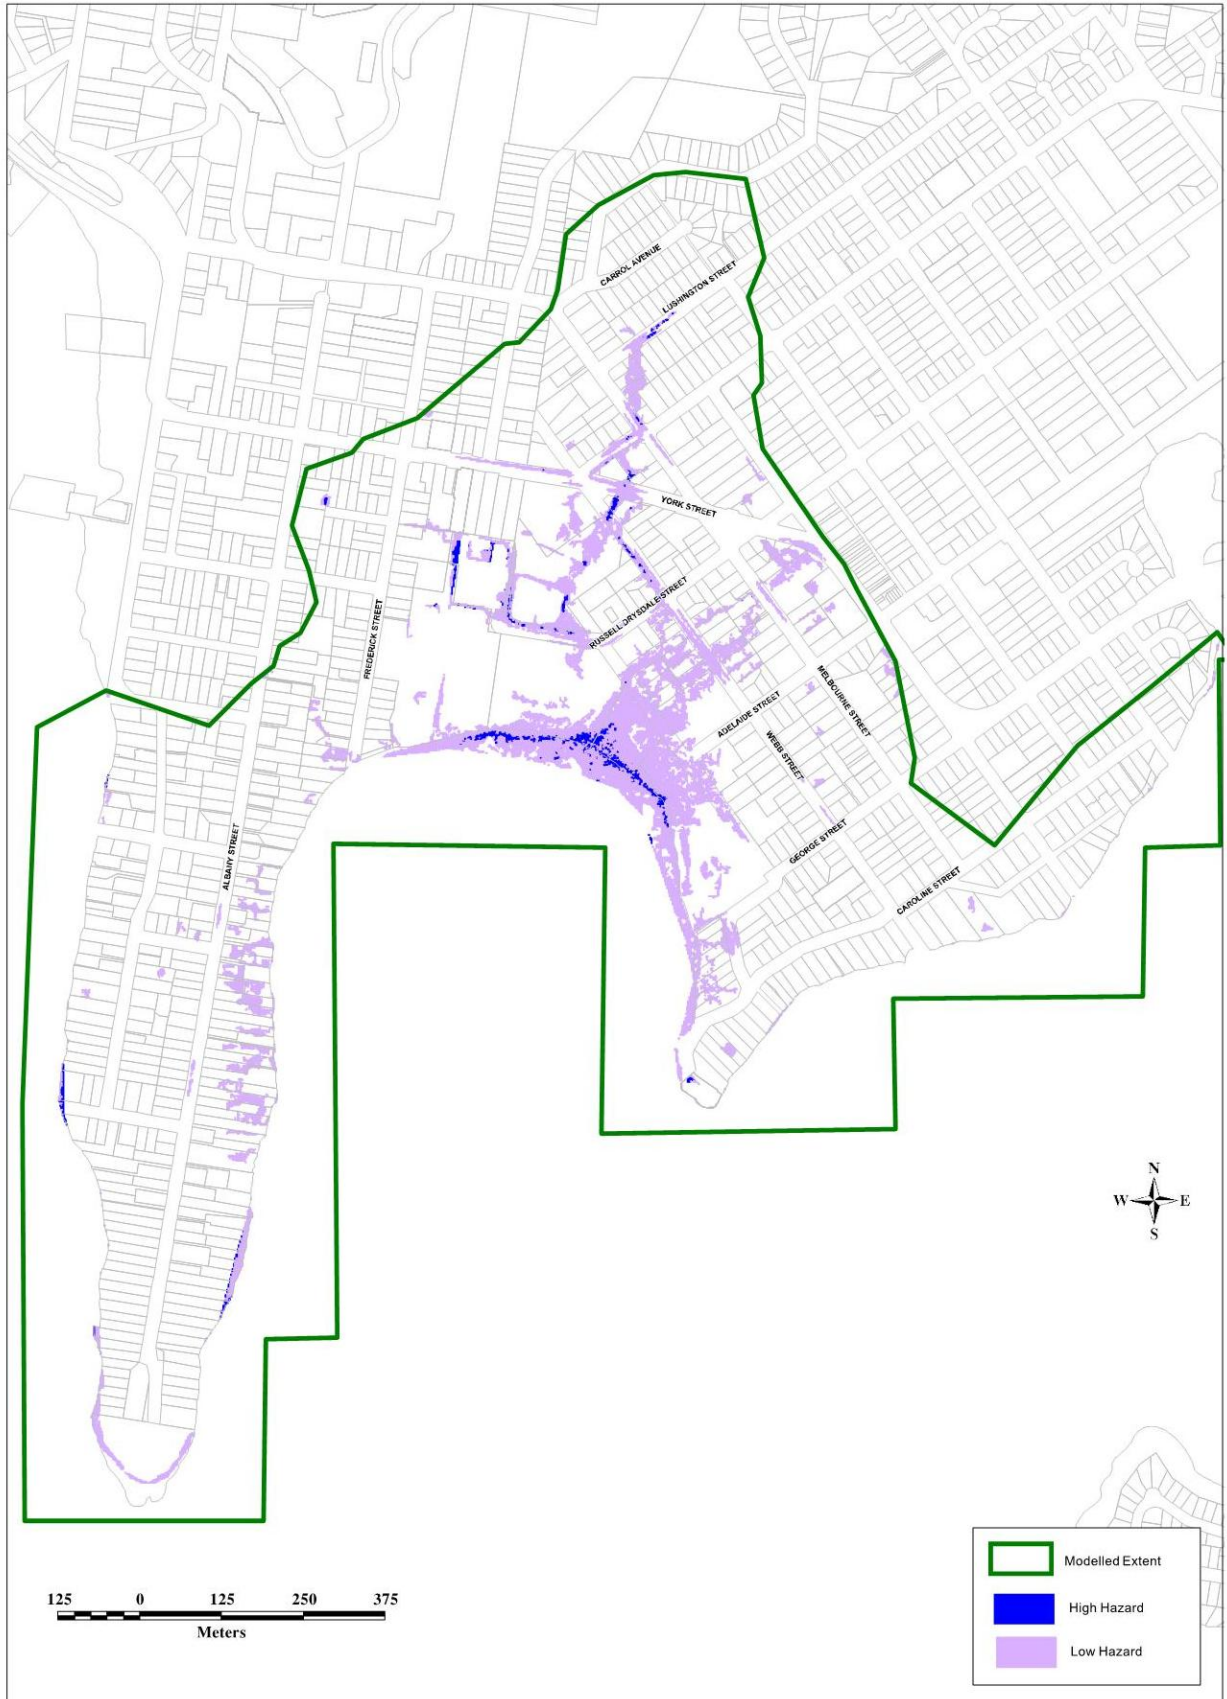 CARROL AVENUE
LUSHINGTON STREET
YORK STREET
RUSSELL DRYSDALE STREET
FREDERICK STREET
MELBOURNE STREET
ADELAIDE STREET
WEBB STREET
GEORGE STREET
ALBANY STREET
CAROLINE STREET
N
W E
S
Modelled Extent
High Hazard
Low Hazard
125 0 125 250 375
Meters